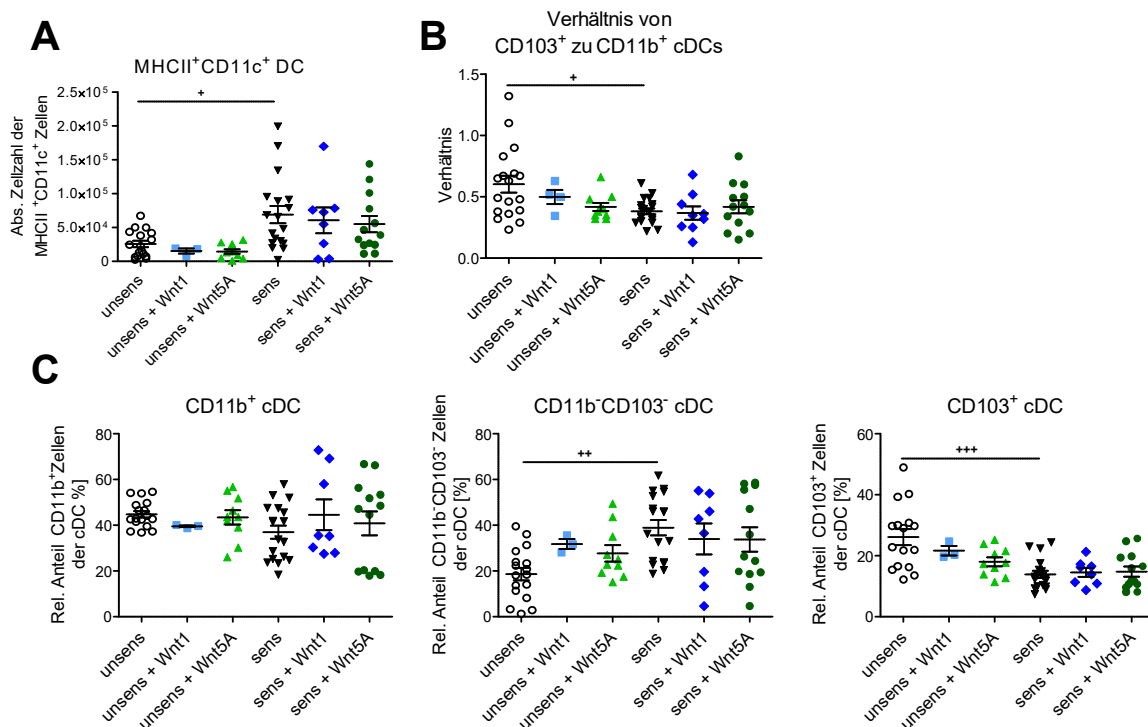 A
MHCII⁺CD11c⁺ DC
Abs. Zellzahl der
MHCII⁺CD11c⁺ Zellen
2.5×10⁵
2.0×10⁵
1.5×10⁵
1.0×10⁵
5.0×10⁴
0
+
unsens
unsens + Wnt1
unsens + Wnt5A
sens
sens + Wnt1
sens + Wnt5A
B
Verhältnis von
CD103⁺ zu CD11b⁺ cDCs
Verhältnis
1.5
1.0
0.5
0.0
+
unsens
unsens + Wnt1
unsens + Wnt5A
sens
sens + Wnt1
sens + Wnt5A
C
CD11b⁺ cDC
Rel. Anteil CD11b⁺Zellen
der cDC %]
80
60
40
20
0
unsens
unsens + Wnt1
unsens + Wnt5A
sens
sens + Wnt1
sens + Wnt5A
CD11b⁻CD103⁻ cDC
Rel. Anteil CD11b⁻CD103⁻ Zellen
der cDC [%]
80
60
40
20
0
++
unsens
unsens + Wnt1
unsens + Wnt5A
sens
sens + Wnt1
sens + Wnt5A
CD103⁺ cDC
Rel. Anteil CD103⁺ Zellen
der cDC [%]
60
40
20
0
+++
unsens
unsens + Wnt1
unsens + Wnt5A
sens
sens + Wnt1
sens + Wnt5A